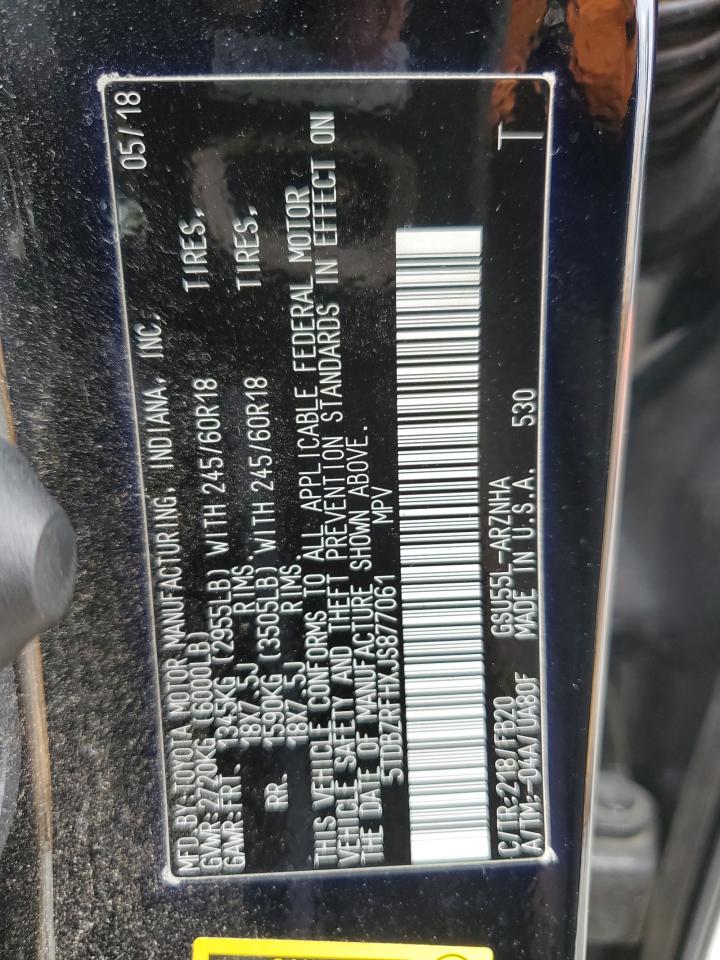 MFD.BY:TOYOTA MOTOR MANUFACTURING, INDIANA, INC. 05/18
GVWR:2720KG (6000LB)
GAWR:FRT. 1345KG (2955LB) WITH 245/60R18 TIRES,
18X7.5J RIMS.
RR. 1590KG (3505LB) WITH 245/60R18 TIRES,
18X7.5J RIMS
THIS VEHICLE CONFORMS TO ALL APPLICABLE FEDERAL MOTOR
VEHICLE SAFETY AND THEFT PREVENTION STANDARDS IN EFFECT ON
THE DATE OF MANUFACTURE SHOWN ABOVE.
5TDBZRFHXJS877061 MPV
C/TR:218/FB20 GSU55L-ARZNHA T
A/TM:-04A/UA80F MADE IN U.S.A. 530